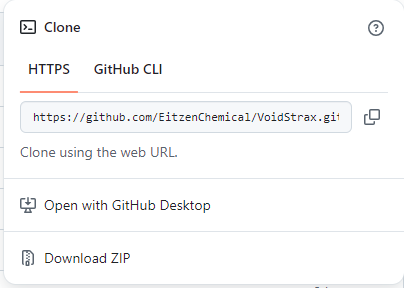 Clone
HTTPS GitHub CLI
https://github.com/EitzenChemical/VoidStrax.git
Clone using the web URL.
Open with GitHub Desktop
Download ZIP